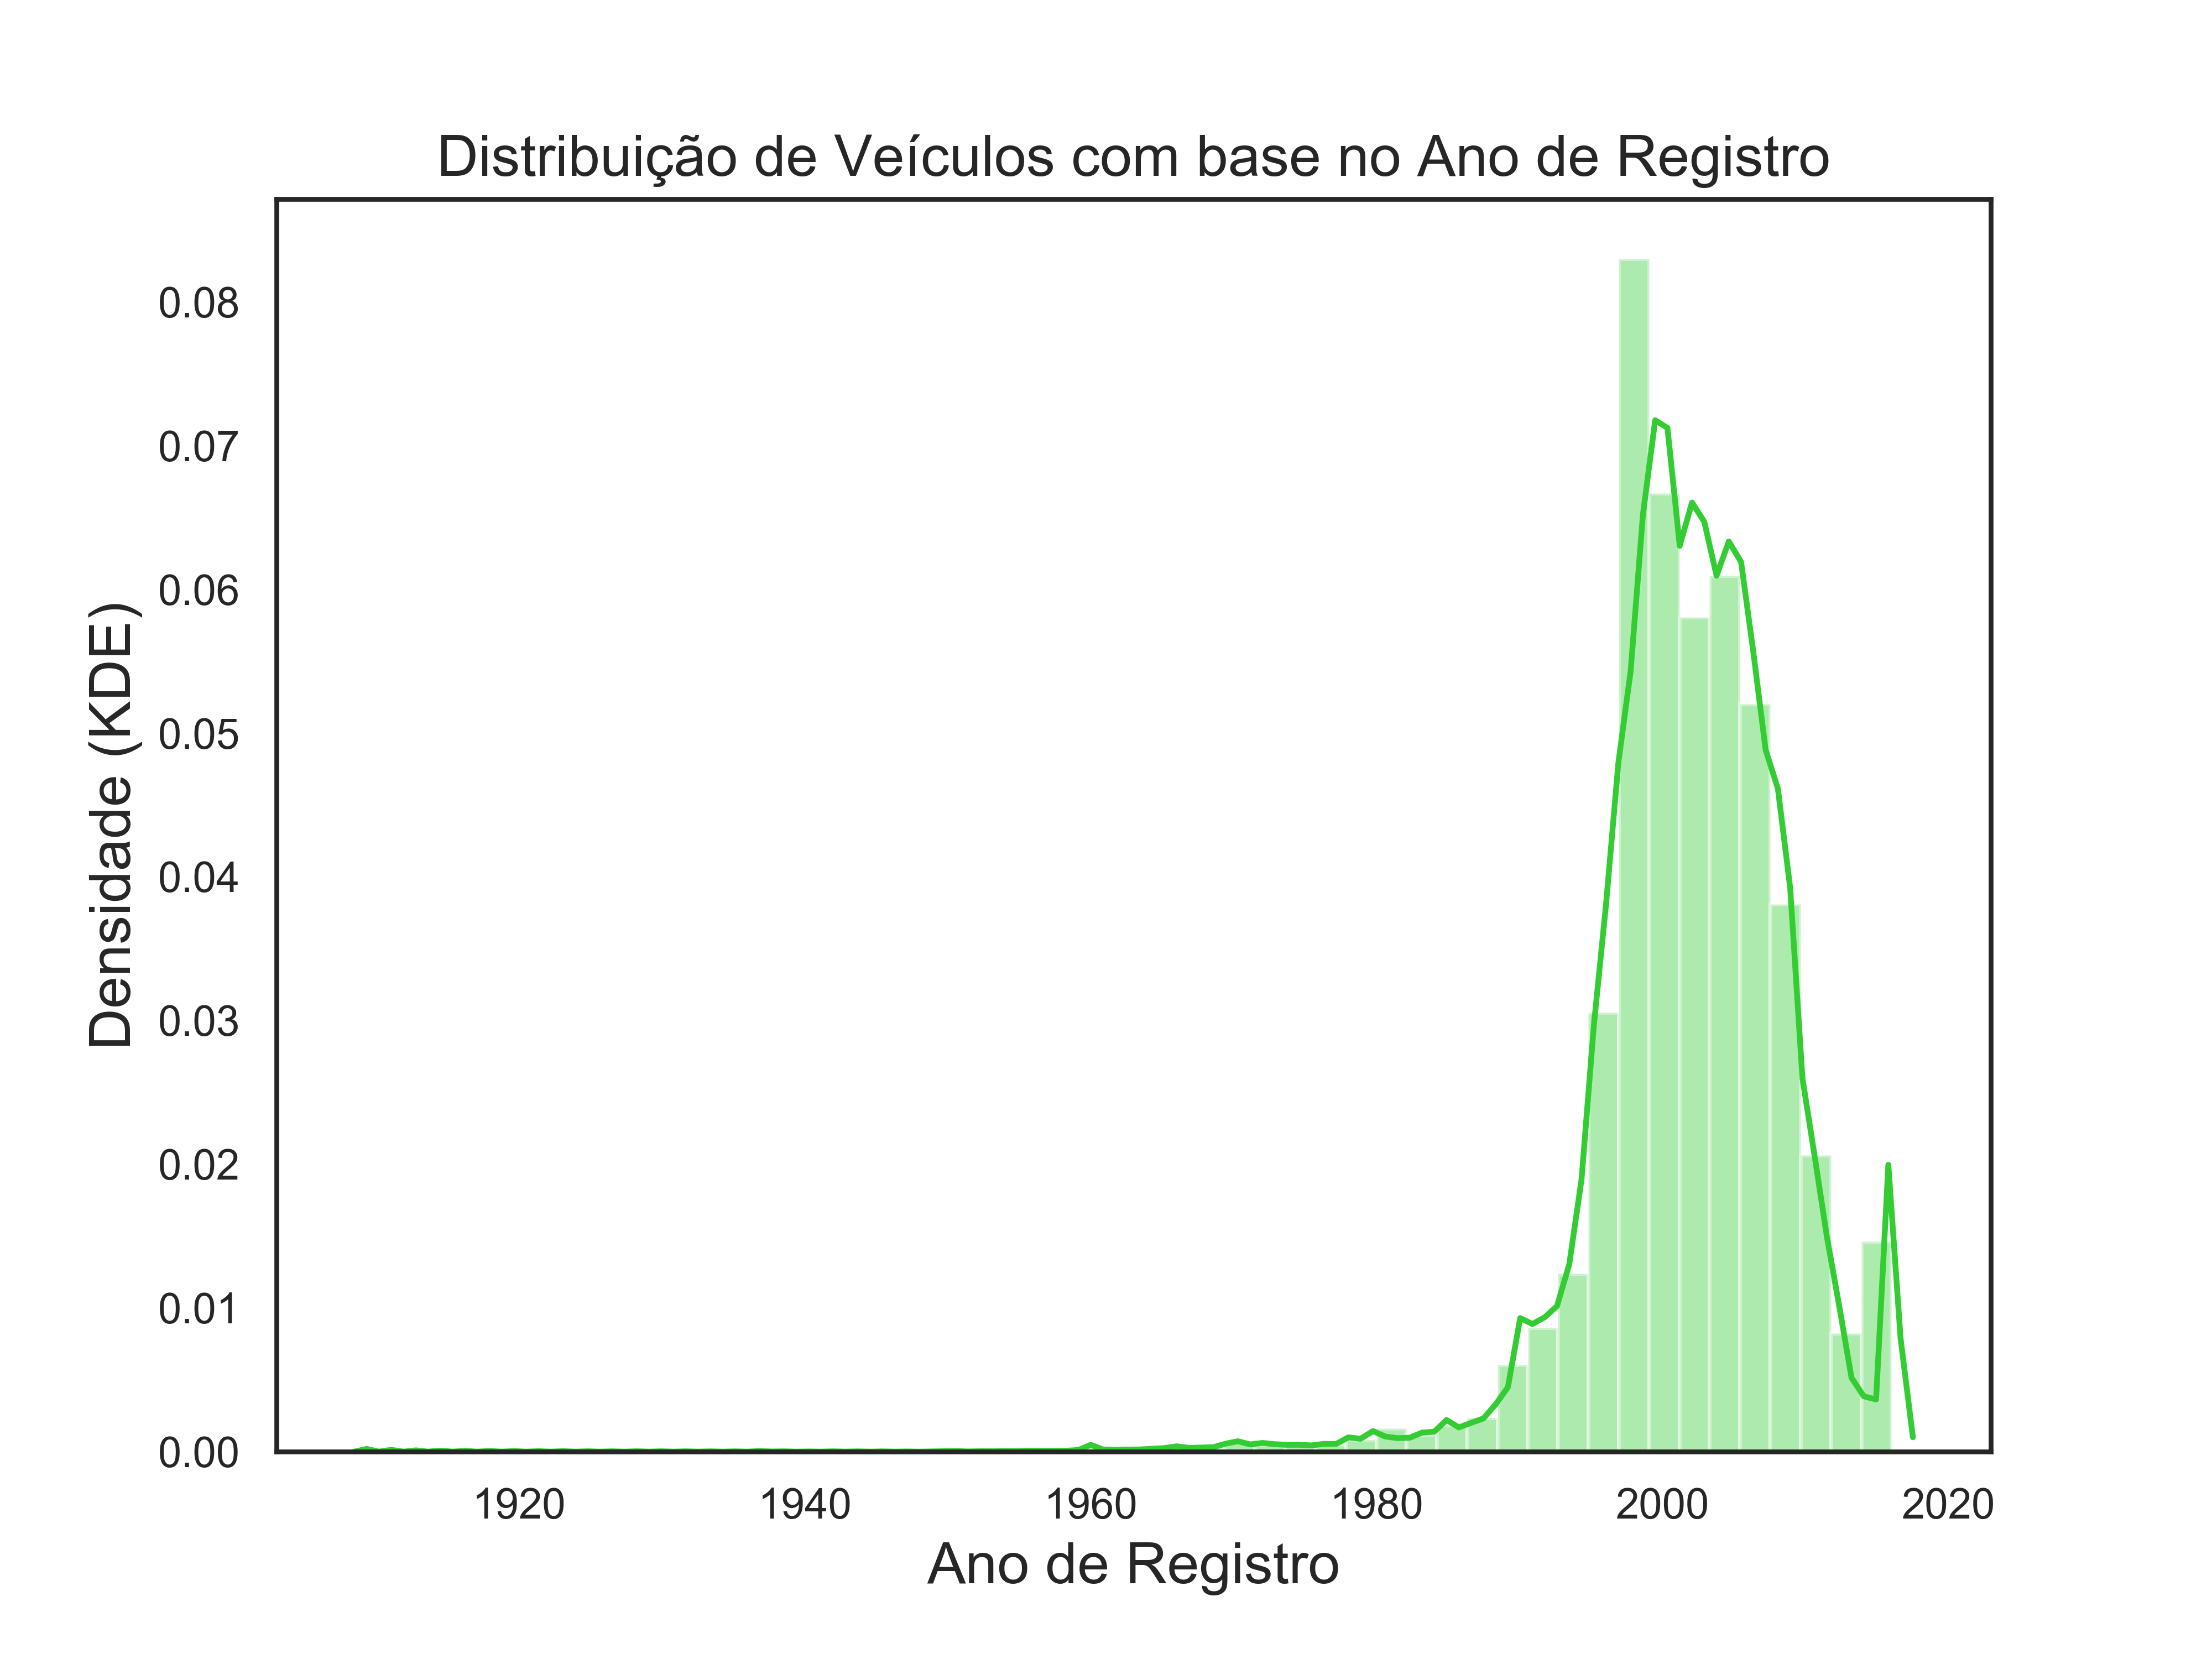 Distribuição de Veículos com base no Ano de Registro
Densidade (KDE)
0.08
0.07
0.06
0.05
0.04
0.03
0.02
0.01
0.00
1920 1940 1960 1980 2000 2020
Ano de Registro